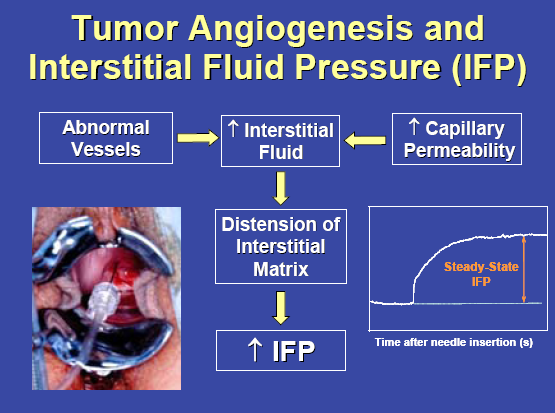 Tumor Angiogenesis and
Interstitial Fluid Pressure (IFP)
Abnormal
Vessels
↑ Interstitial
Fluid
↑ Capillary
Permeability
Distension of
Interstitial
Matrix
↑ IFP
Steady-State
IFP
Time after needle insertion (s)